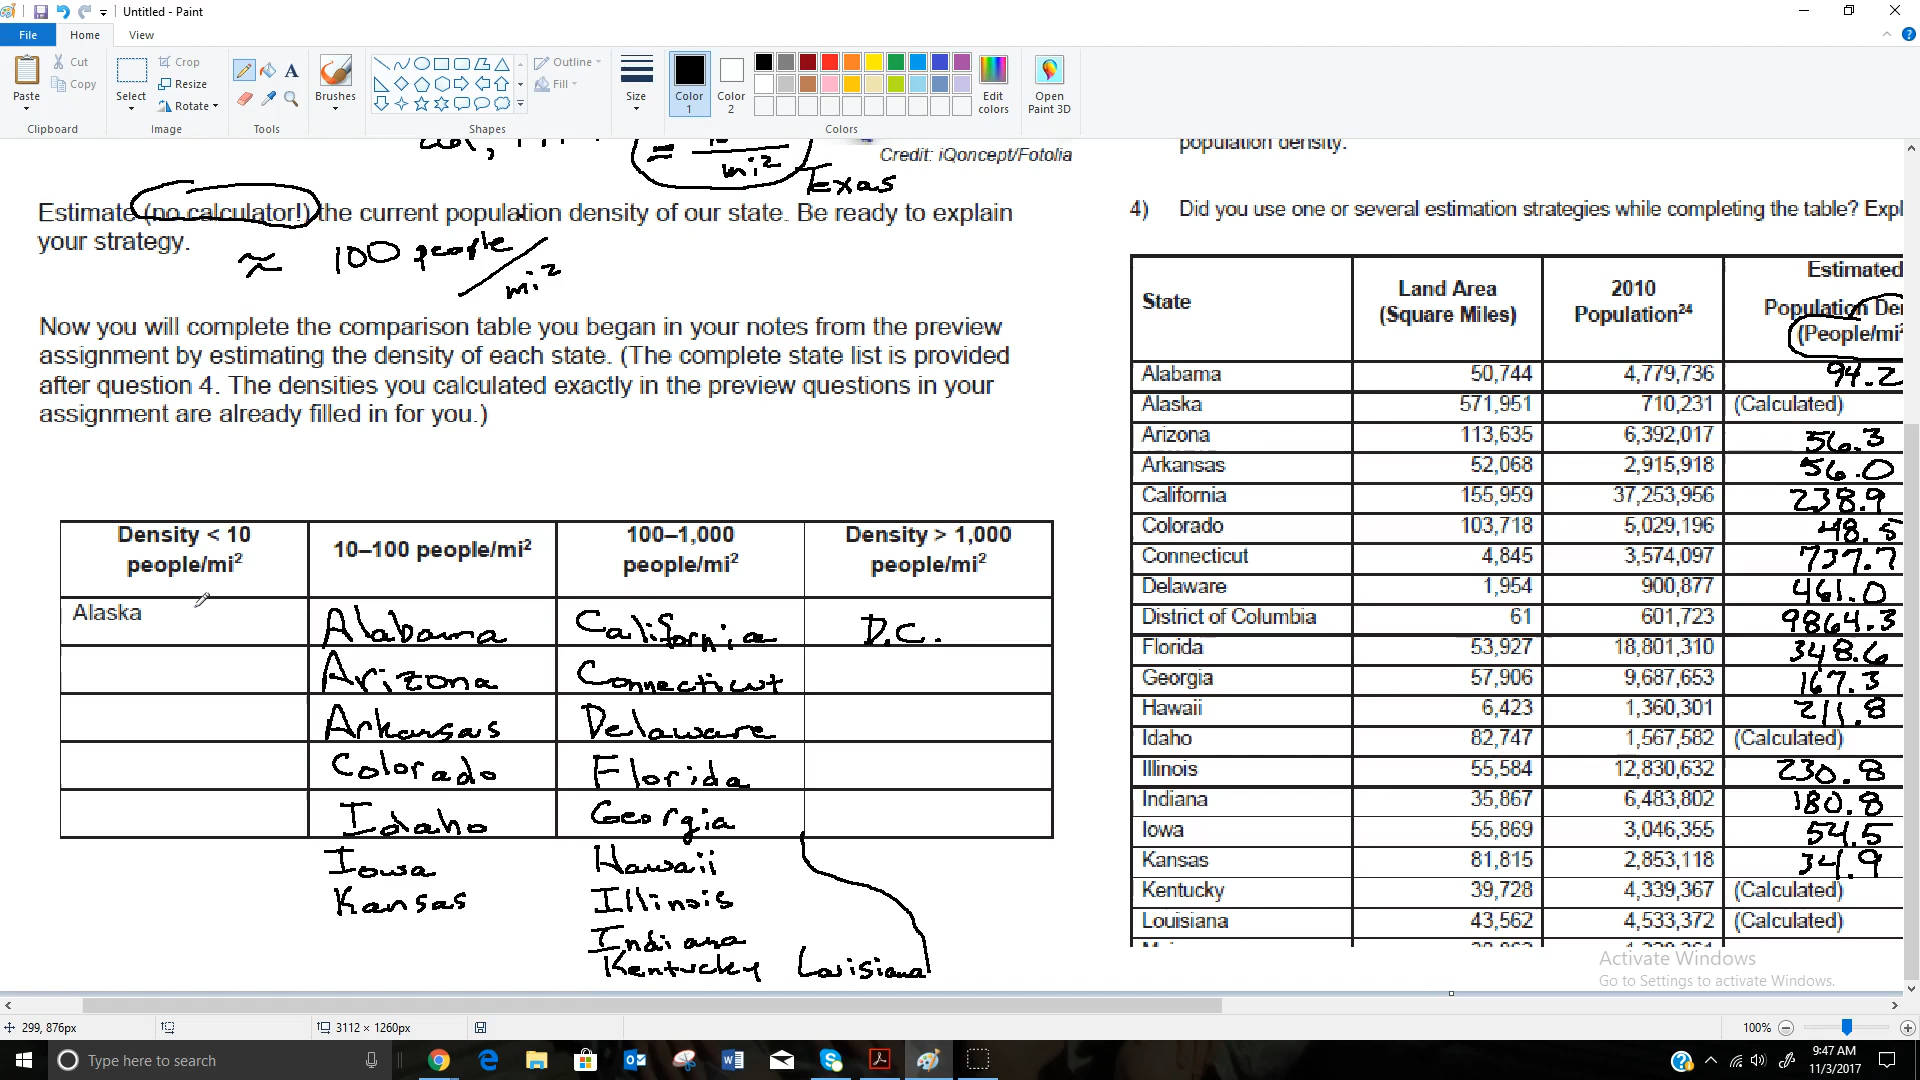 Untitled - Paint
File Home View
Paste Cut Copy Clipboard
Select Crop Resize Rotate Image
Tools
Brushes
Shapes Outline Fill
Size
Color 1 Color 2 Edit colors Colors
Open Paint 3D
mi²
Credit: iQoncept/Fotolia
Texas
Estimate (no calculator!) the current population density of our state. Be ready to explain
your strategy.
≈ 100 people/mi²
Now you will complete the comparison table you began in your notes from the preview
assignment by estimating the density of each state. (The complete state list is provided
after question 4. The densities you calculated exactly in the preview questions in your
assignment are already filled in for you.)
Density < 10 people/mi² 10–100 people/mi² 100–1,000 people/mi² Density > 1,000 people/mi²
Alaska Alabama California D.C.
Arizona Connecticut
Arkansas Delaware
Colorado Florida
Idaho Georgia
Iowa Hawaii
Kansas Illinois
Indiana
Kentucky Louisiana
population density.
4) Did you use one or several estimation strategies while completing the table? Expl
State Land Area (Square Miles) 2010 Population²⁴ Estimated Population De (People/mi²
Alabama 50,744 4,779,736 94.2
Alaska 571,951 710,231 (Calculated)
Arizona 113,635 6,392,017 56.3
Arkansas 52,068 2,915,918 56.0
California 155,959 37,253,956 238.9
Colorado 103,718 5,029,196 48.5
Connecticut 4,845 3,574,097 737.7
Delaware 1,954 900,877 461.0
District of Columbia 61 601,723 9864.3
Florida 53,927 18,801,310 348.6
Georgia 57,906 9,687,653 167.3
Hawaii 6,423 1,360,301 211.8
Idaho 82,747 1,567,582 (Calculated)
Illinois 55,584 12,830,632 230.8
Indiana 35,867 6,483,802 180.8
Iowa 55,869 3,046,355 54.5
Kansas 81,815 2,853,118 34.9
Kentucky 39,728 4,339,367 (Calculated)
Louisiana 43,562 4,533,372 (Calculated)
Activate Windows
Go to Settings to activate Windows.
299, 876px 3112 × 1260px 100%
Type here to search
9:47 AM
11/3/2017